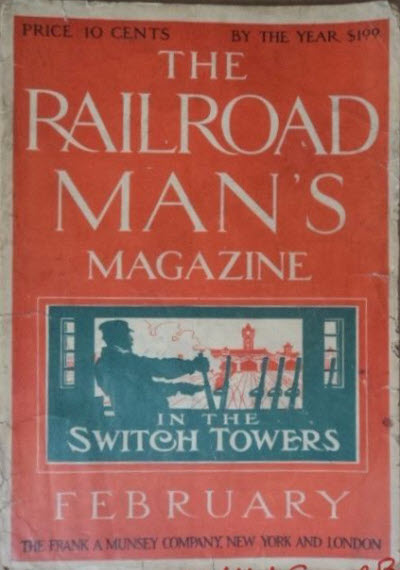 PRICE 10 CENTS BY THE YEAR $1.00
THE
RAILROAD
MAN'S
MAGAZINE
IN THE
SWITCH TOWERS
FEBRUARY
THE FRANK A MUNSEY COMPANY, NEW YORK AND LONDON